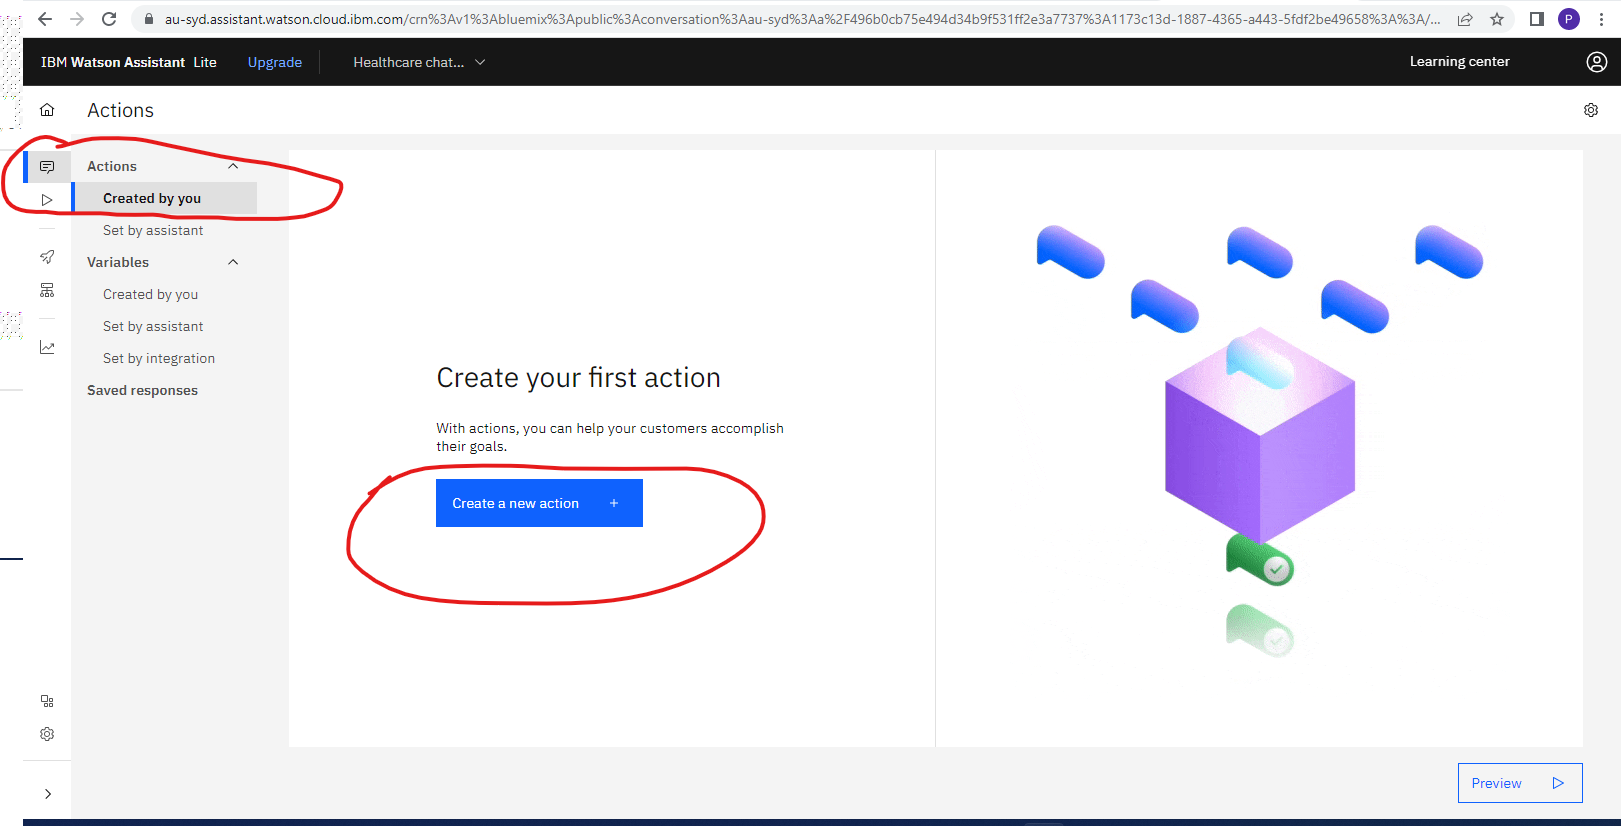 au-syd.assistant.watson.cloud.ibm.com/crn%3Av1%3Abluemix%3Apublic%3Aconversation%3Aau-syd%3Aa%2F496b0cb75e494d34b9f531ff2e3a7737%3A1173c13d-1887-4365-a443-5fdf2be49658%3A%3A/...
P
IBM Watson Assistant Lite
Upgrade
Healthcare chat...
Learning center
Actions
Actions
Created by you
Set by assistant
Variables
Created by you
Set by assistant
Set by integration
Saved responses
Create your first action
With actions, you can help your customers accomplish
their goals.
Create a new action +
Preview